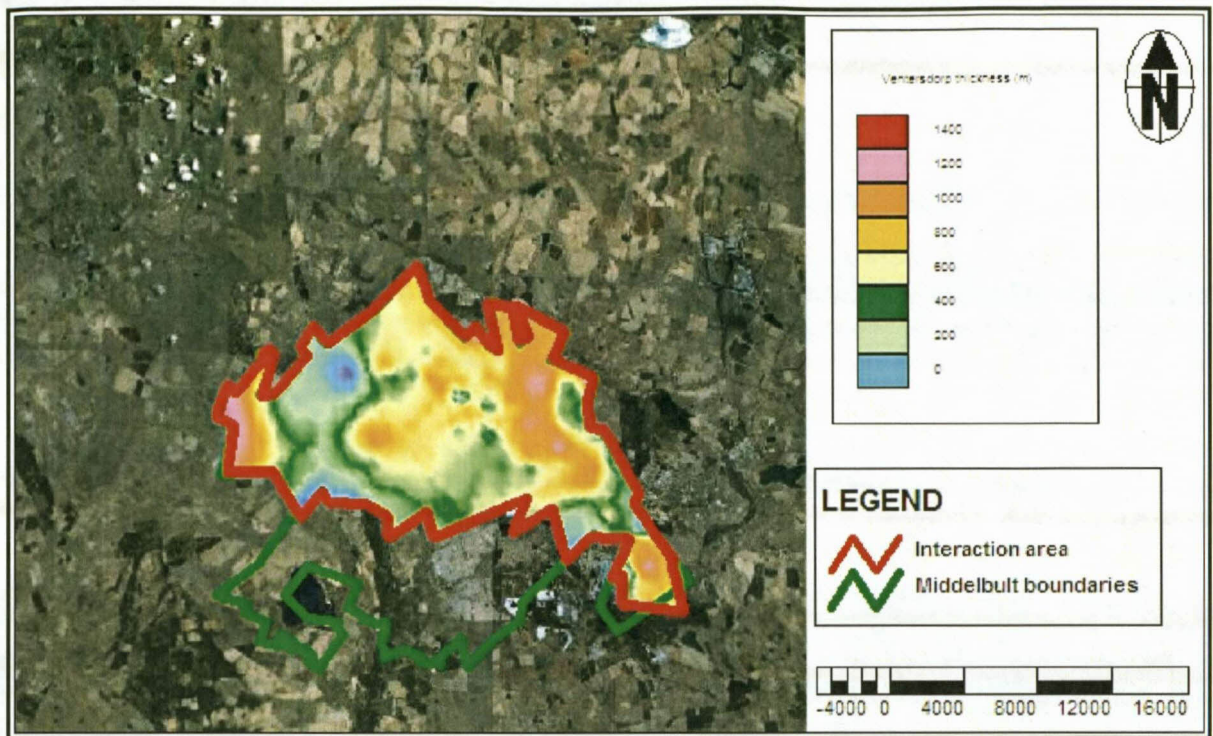 Ventersdorp thickness (m)
1400
1200
1000
800
600
400
200
0
N
LEGEND
Interaction area
Middelbult boundaries
-4000 0 4000 8000 12000 16000